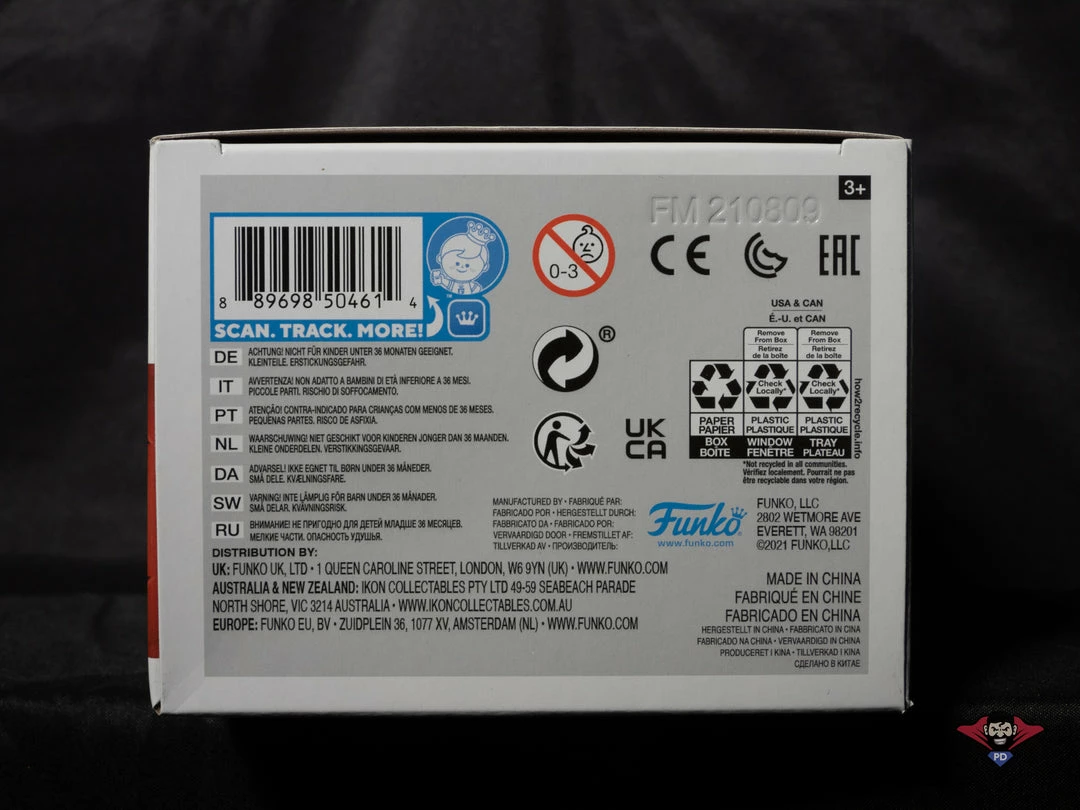 3+
FM 210809
8 89698 50461 4
SCAN. TRACK. MORE!
™
0-3
CE
EAC
®
UK
CA
USA & CAN
É.-U. et CAN
Remove From Box
Retirez de la boîte
Remove From Box
Retirez de la boîte
Check Locally*
Check Locally*
PAPER
PAPIER
PLASTIC
PLASTIQUE
PLASTIC
PLASTIQUE
BOX
BOÎTE
WINDOW
FENÊTRE
TRAY
PLATEAU
how2recycle.info
*Not recycled in all communities.
Vérifiez localement. Pourrait ne pas
être recyclable dans votre région.
DE ACHTUNG! NICHT FÜR KINDER UNTER 36 MONATEN GEEIGNET.
KLEINTEILE. ERSTICKUNGSGEFAHR.
IT AVVERTENZA! NON ADATTO A BAMBINI DI ETÀ INFERIORE A 36 MESI.
PICCOLE PARTI. RISCHIO DI SOFFOCAMENTO.
PT ATENÇÃO! CONTRA-INDICADO PARA CRIANÇAS COM MENOS DE 36 MESES.
PEQUENAS PARTES. RISCO DE ASFIXIA.
NL WAARSCHUWING! NIET GESCHIKT VOOR KINDEREN JONGER DAN 36 MAANDEN.
KLEINE ONDERDELEN. VERSTIKKINGSGEVAAR.
DA ADVARSEL! IKKE EGNET TIL BØRN UNDER 36 MÅNEDER.
SMÅ DELE. KVÆLNINGSFARE.
SW VARNING! INTE LÄMPLIG FÖR BARN UNDER 36 MÅNADER.
SMÅ DELAR. KVÄVNINGSRISK.
RU ВНИМАНИЕ! НЕ ПРИГОДНО ДЛЯ ДЕТЕЙ МЛАДШЕ 36 МЕСЯЦЕВ.
МЕЛКИЕ ЧАСТИ. ОПАСНОСТЬ УДУШЬЯ.
MANUFACTURED BY • FABRIQUÉ PAR:
FABRICADO POR • HERGESTELLT DURCH:
FABRICATO DA • FABRICADO POR:
VERVAARDIGD DOOR • FREMSTILLET AF:
TILLVERKAD AV • ПРОИЗВОДИТЕЛЬ:
Funko
www.funko.com
FUNKO, LLC
2802 WETMORE AVE
EVERETT, WA 98201
©2021 FUNKO,LLC
DISTRIBUTION BY:
UK: FUNKO UK, LTD • 1 QUEEN CAROLINE STREET, LONDON, W6 9YN (UK) • WWW.FUNKO.COM
AUSTRALIA & NEW ZEALAND: IKON COLLECTABLES PTY LTD 49-59 SEABEACH PARADE
NORTH SHORE, VIC 3214 AUSTRALIA • WWW.IKONCOLLECTABLES.COM.AU
EUROPE: FUNKO EU, BV • ZUIDPLEIN 36, 1077 XV, AMSTERDAM (NL) • WWW.FUNKO.COM
MADE IN CHINA
FABRIQUÉ EN CHINE
FABRICADO EN CHINA
HERGESTELLT IN CHINA • FABBRICATO IN CINA
FABRICADO NA CHINA • VERVAARDIGD IN CHINA
PRODUCERET I KINA • TILLVERKAD I KINA
СДЕЛАНО В КИТАЕ
PD